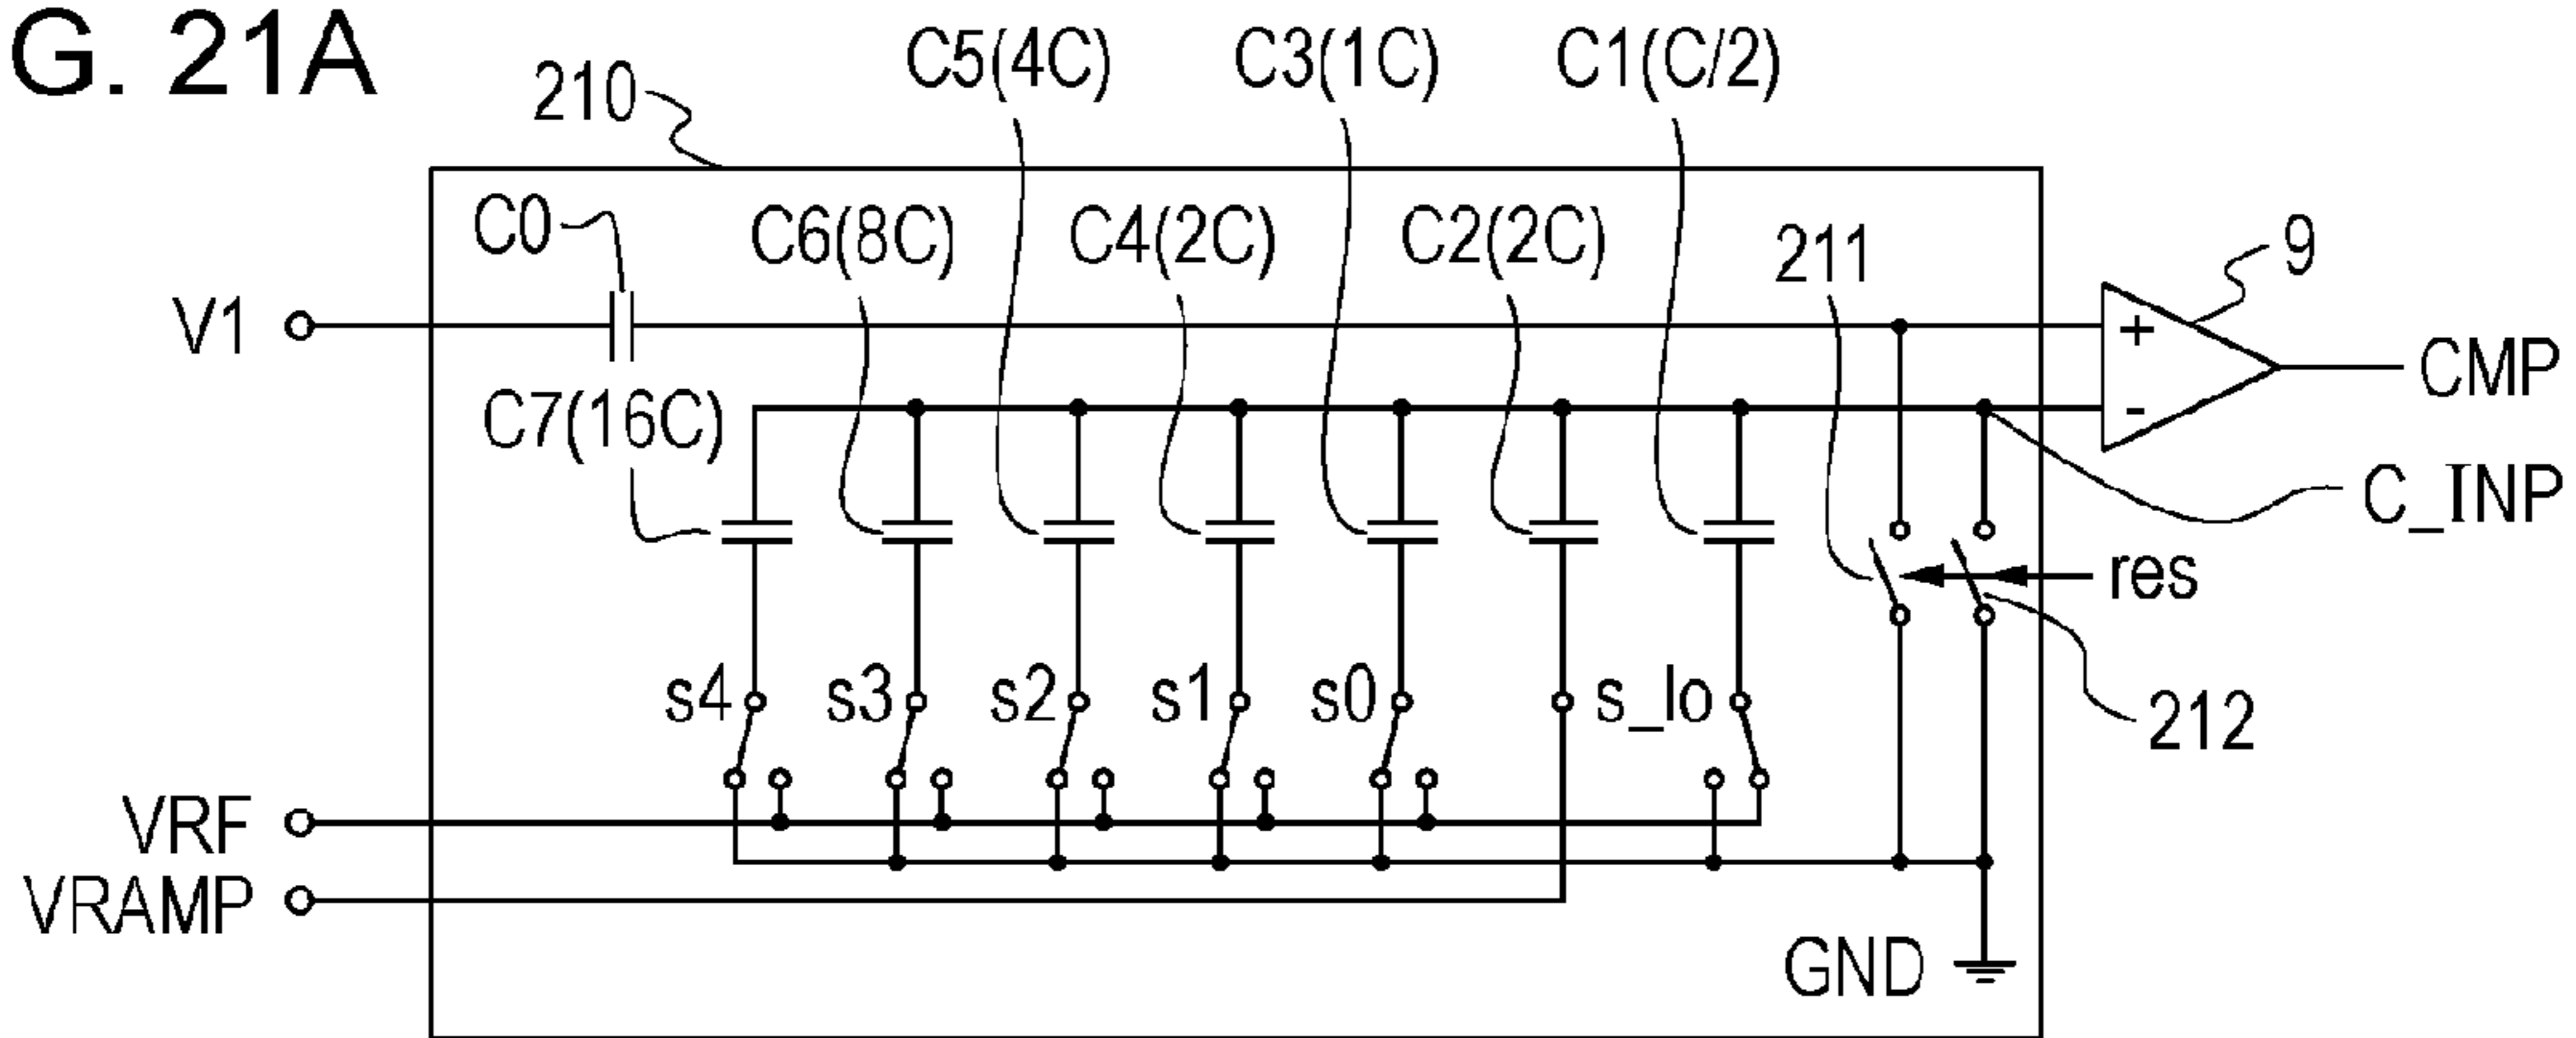 G. 21A
C5(4C) C3(1C) C1(C/2)
210
C0 C6(8C) C4(2C) C2(2C) 211 9
V1 + CMP
C7(16C) -
C_INP
res
s4 s3 s2 s1 s0 s_lo 212
VRF
VRAMP
GND